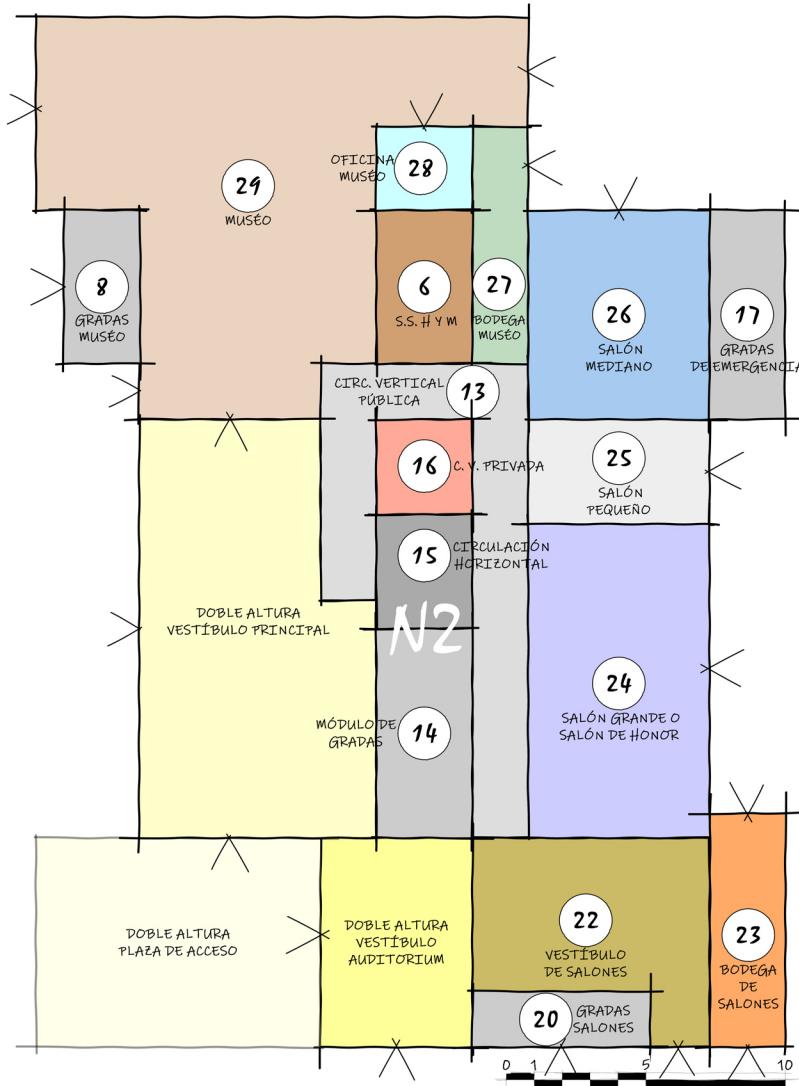 OFICINA
MUSÉO
28
29
MUSÉO
8
GRADAS
MUSÉO
6
S.S. H Y M
27
BODEGA
MUSÉO
26
SALÓN
MEDIANO
17
GRADAS
DE EMERGENCIA
CIRC. VERTICAL
PÚBLICA
13
16
C. V. PRIVADA
25
SALÓN
PEQUEÑO
15
CIRCULACIÓN
HORIZONTAL
N2
DOBLE ALTURA
VESTÍBULO PRINCIPAL
24
SALÓN GRANDE O
SALÓN DE HONOR
MÓDULO DE
GRADAS
14
DOBLE ALTURA
PLAZA DE ACCESO
DOBLE ALTURA
VESTÍBULO
AUDITORIUM
22
VESTÍBULO
DE SALONES
23
BODEGA
DE
SALONES
20
GRADAS
SALONES
0 1 5 10